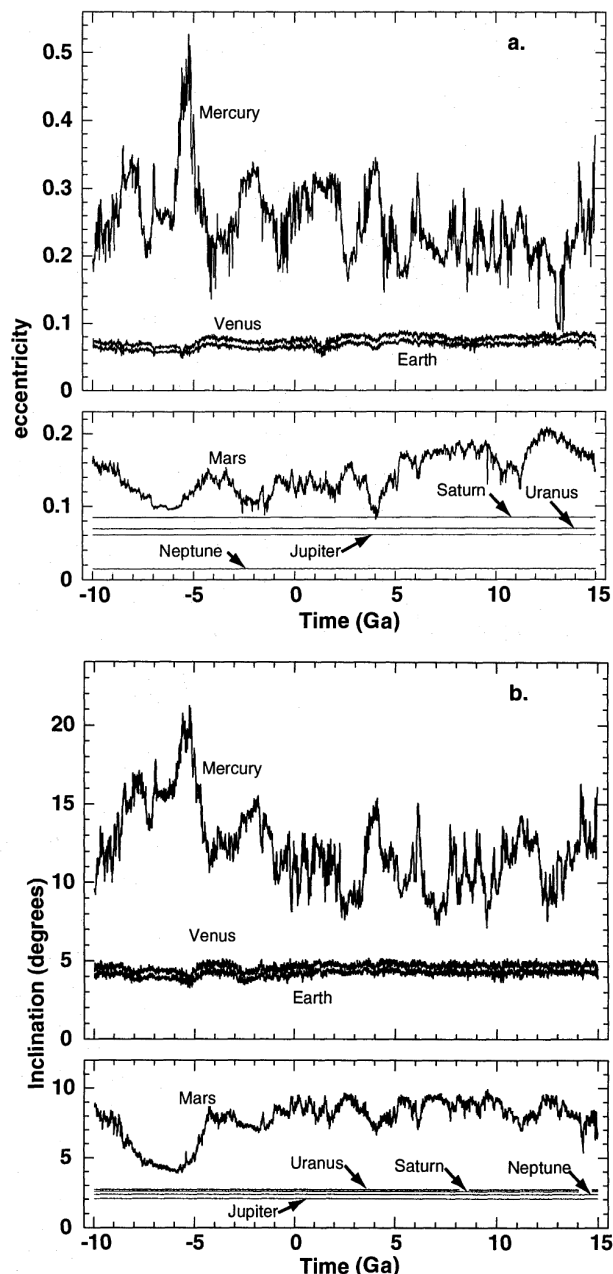 a.
0.5
Mercury
0.4
0.3
0.2
Venus
0.1
Earth
0
eccentricity
0.2
Mars
Saturn Uranus
0.1
Neptune Jupiter
0
-10 -5 0 5 10 15
Time (Ga)
b.
20
Mercury
15
10
Venus
5
Earth
0
Inclination (degrees)
10
Mars
5
Uranus Saturn Neptune
Jupiter
0
-10 -5 0 5 10 15
Time (Ga)